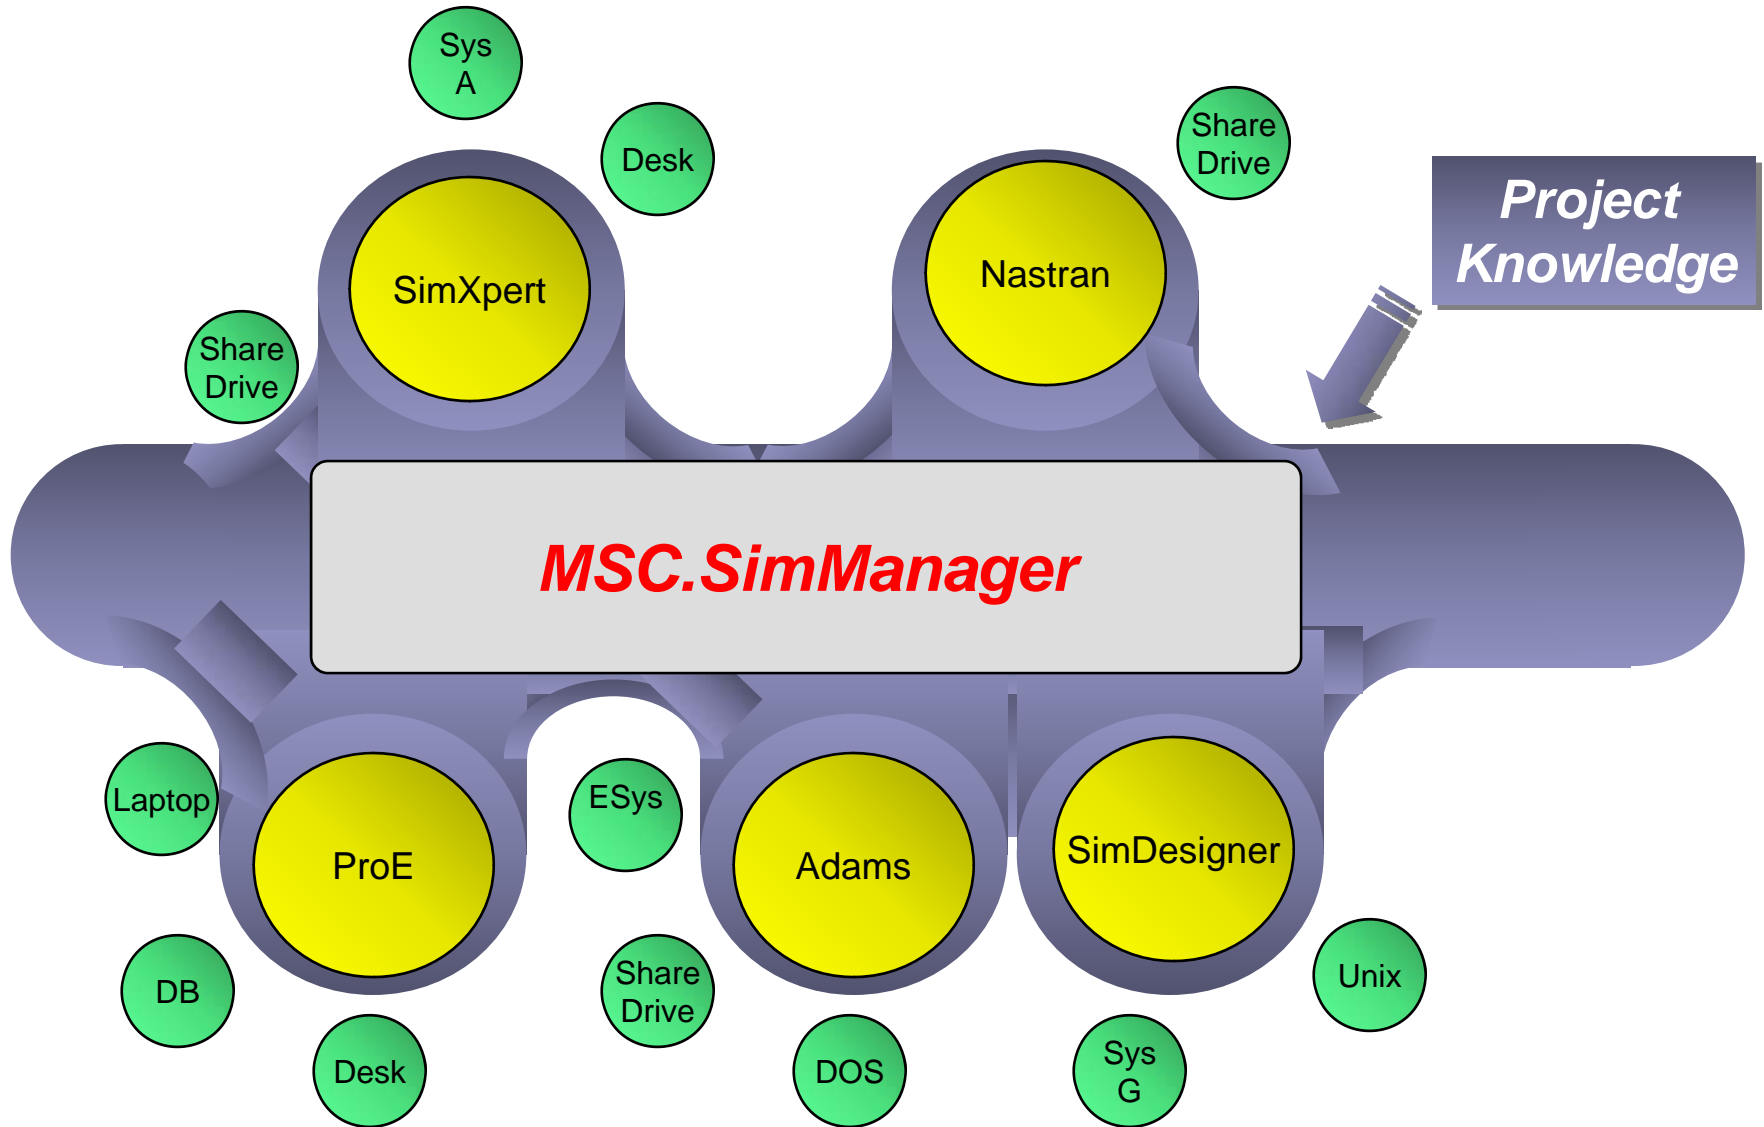 Sys
A
Desk
Share
Drive
Project
Knowledge
SimXpert
Nastran
Share
Drive
MSC.SimManager
Laptop
ESys
ProE
Adams
SimDesigner
DB
Share
Drive
Unix
Desk
DOS
Sys
G